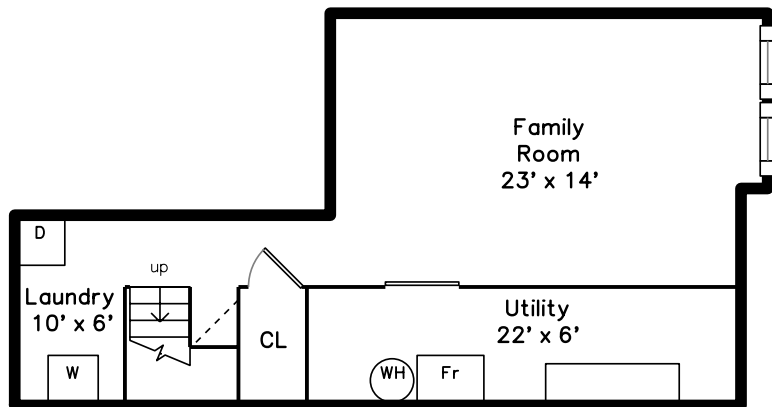 Family
Room
23' x 14'
D
up
Laundry
10' x 6'
Utility
22' x 6'
CL
W
WH
Fr